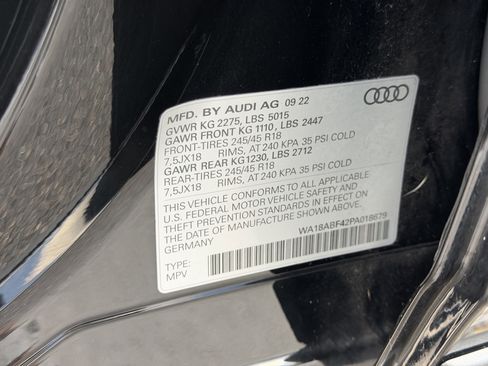 MFD. BY AUDI AG 09 22
GVWR KG 2275, LBS 5015
GAWR FRONT KG 1110, LBS 2447
FRONT-TIRES 245/45 R18
7,5JX18 RIMS, AT 240 KPA 35 PSI COLD
GAWR REAR KG1230, LBS 2712
REAR-TIRES 245/45 R18
7,5JX18 RIMS, AT 240 KPA 35 PSI COLD
THIS VEHICLE CONFORMS TO ALL APPLICABLE
U.S. FEDERAL MOTOR VEHICLE SAFETY AND
THEFT PREVENTION STANDARDS IN EFFECT ON
DATE OF MANUFACTURE SHOWN ABOVE.
GERMANY
WA18ABF42PA018679
TYPE:
MPV